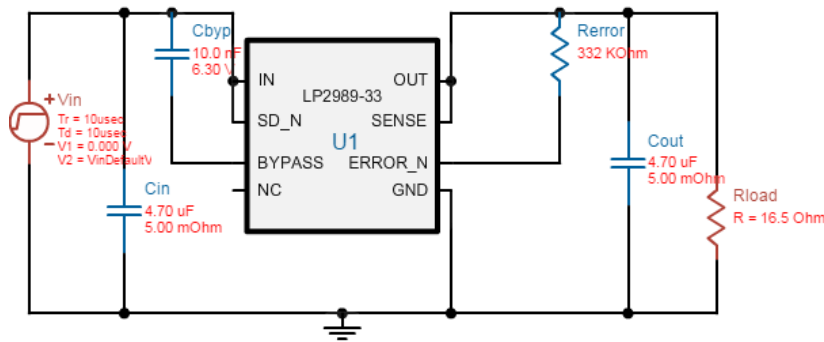 Cbyp
10.0 nF
6.30 V
Rerror
332 KOhm
IN
OUT
LP2989-33
+ Vin
Tr = 10usec
Td = 10usec
V1 = 0.000 V
V2 = VinDefaultV
SD_N
SENSE
U1
Cout
4.70 uF
5.00 mOhm
BYPASS
ERROR_N
Cin
4.70 uF
5.00 mOhm
NC
GND
Rload
R = 16.5 Ohm